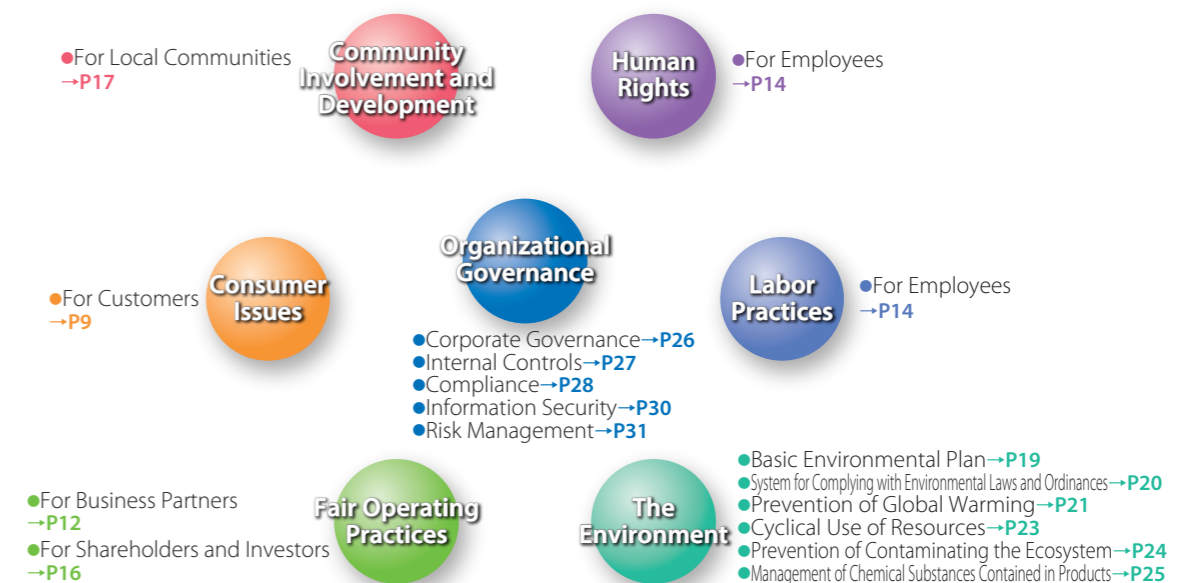 ●For Local Communities
→P17
Community
Involvement and
Development
Human
Rights
●For Employees
→P14
●For Customers
→P9
Consumer
Issues
Organizational
Governance
●Corporate Governance→P26
●Internal Controls→P27
●Compliance→P28
●Information Security→P30
●Risk Management→P31
Labor
Practices
●For Employees
→P14
●For Business Partners
→P12
●For Shareholders and Investors
→P16
Fair Operating
Practices
The
Environment
●Basic Environmental Plan→P19
●System for Complying with Environmental Laws and Ordinances→P20
●Prevention of Global Warming→P21
●Cyclical Use of Resources→P23
●Prevention of Contaminating the Ecosystem→P24
●Management of Chemical Substances Contained in Products→P25